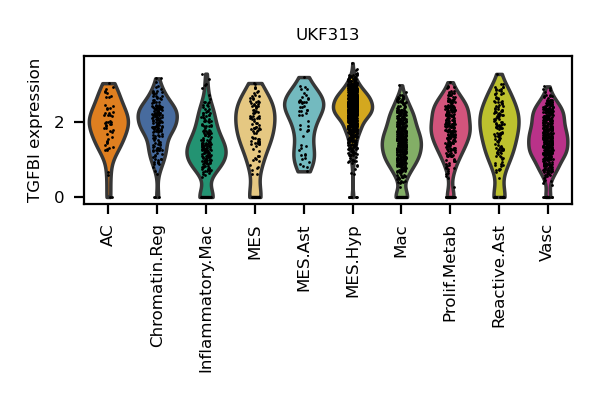 UKF313
TGFBI expression
2
0
AC
Chromatin.Reg
Inflammatory.Mac
MES
MES.Ast
MES.Hyp
Mac
Prolif.Metab
Reactive.Ast
Vasc